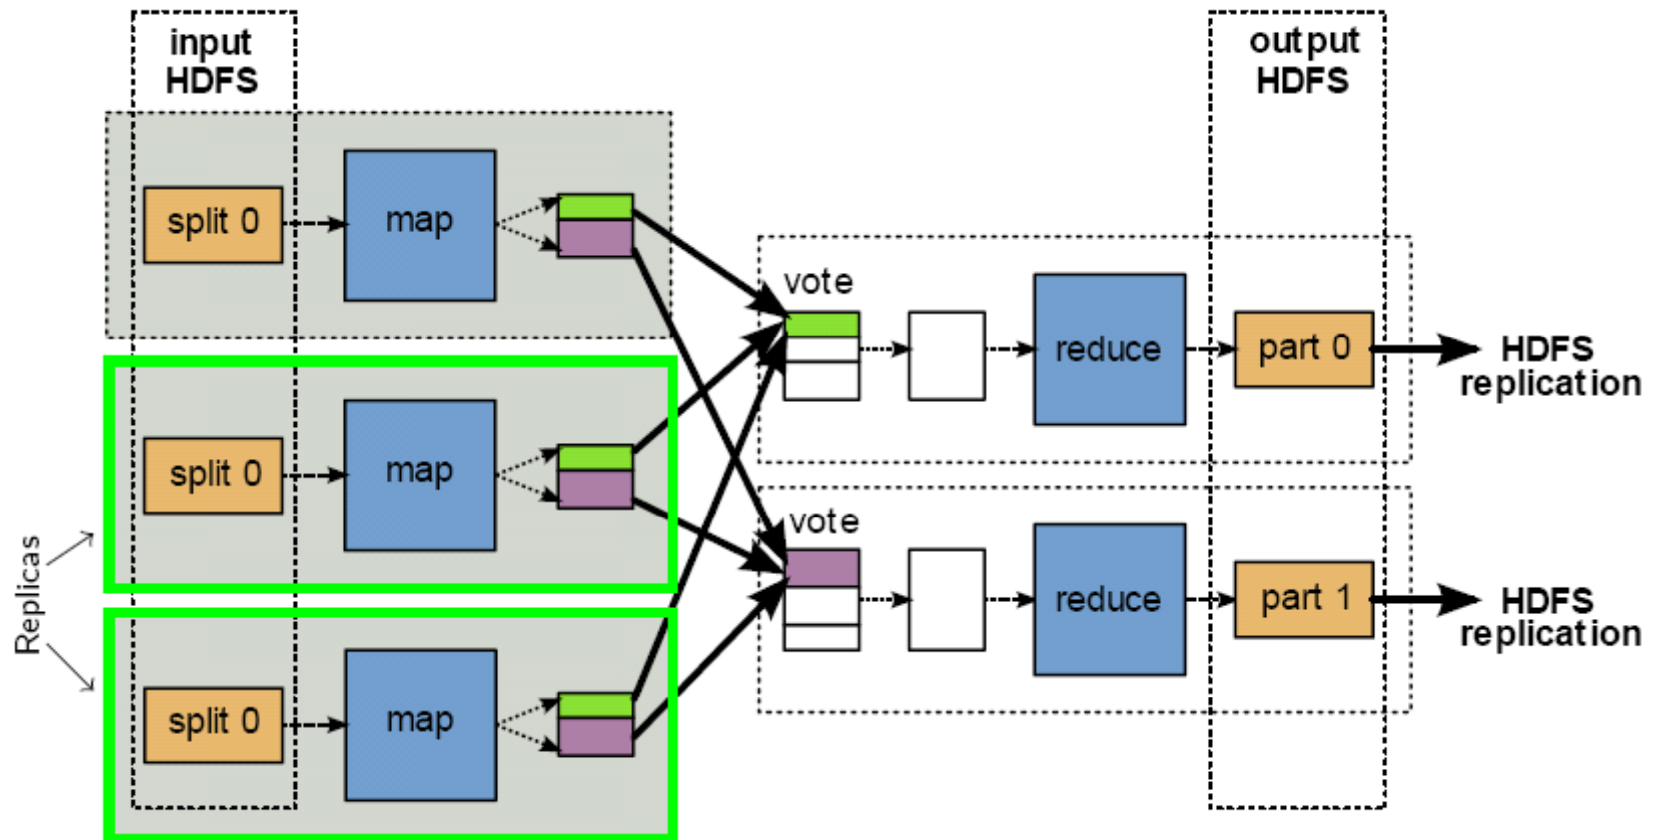 input
HDFS
output
HDFS
split 0
map
vote
reduce
part 0
HDFS
replication
split 0
map
Replicas
vote
reduce
part 1
HDFS
replication
split 0
map